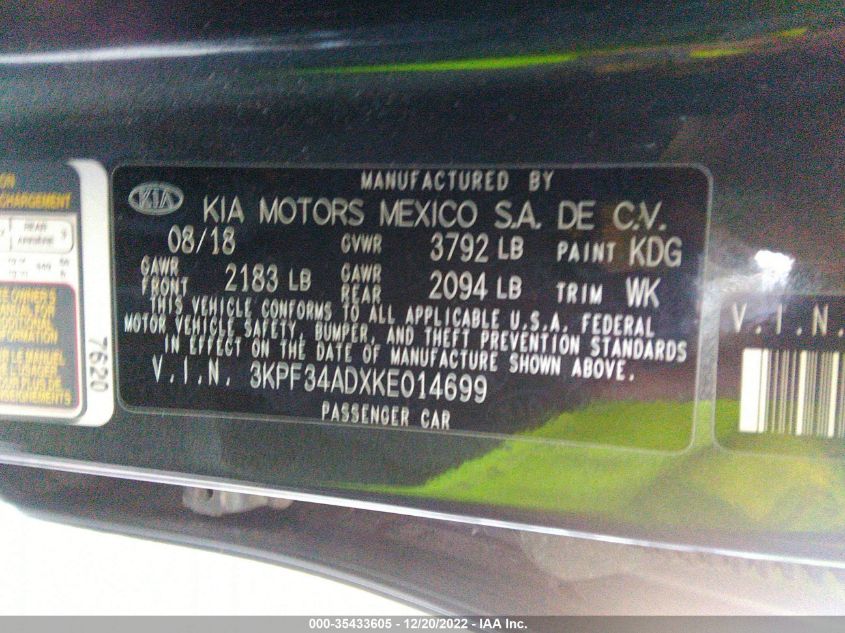 MANUFACTURED BY
KIA KIA MOTORS MEXICO S.A. DE C.V.
08/18 GVWR 3792 LB PAINT KDG
GAWR FRONT 2183 LB GAWR REAR 2094 LB TRIM WK
THIS VEHICLE CONFORMS TO ALL APPLICABLE U.S.A. FEDERAL
MOTOR VEHICLE SAFETY, BUMPER, AND THEFT PREVENTION STANDARDS
IN EFFECT ON THE DATE OF MANUFACTURE SHOWN ABOVE.
V.I.N. 3KPF34ADXKE014699
PASSENGER CAR
CHARGEMENT
REAR
7620
V.I.N.
000-35433605 - 12/20/2022 - IAA Inc.